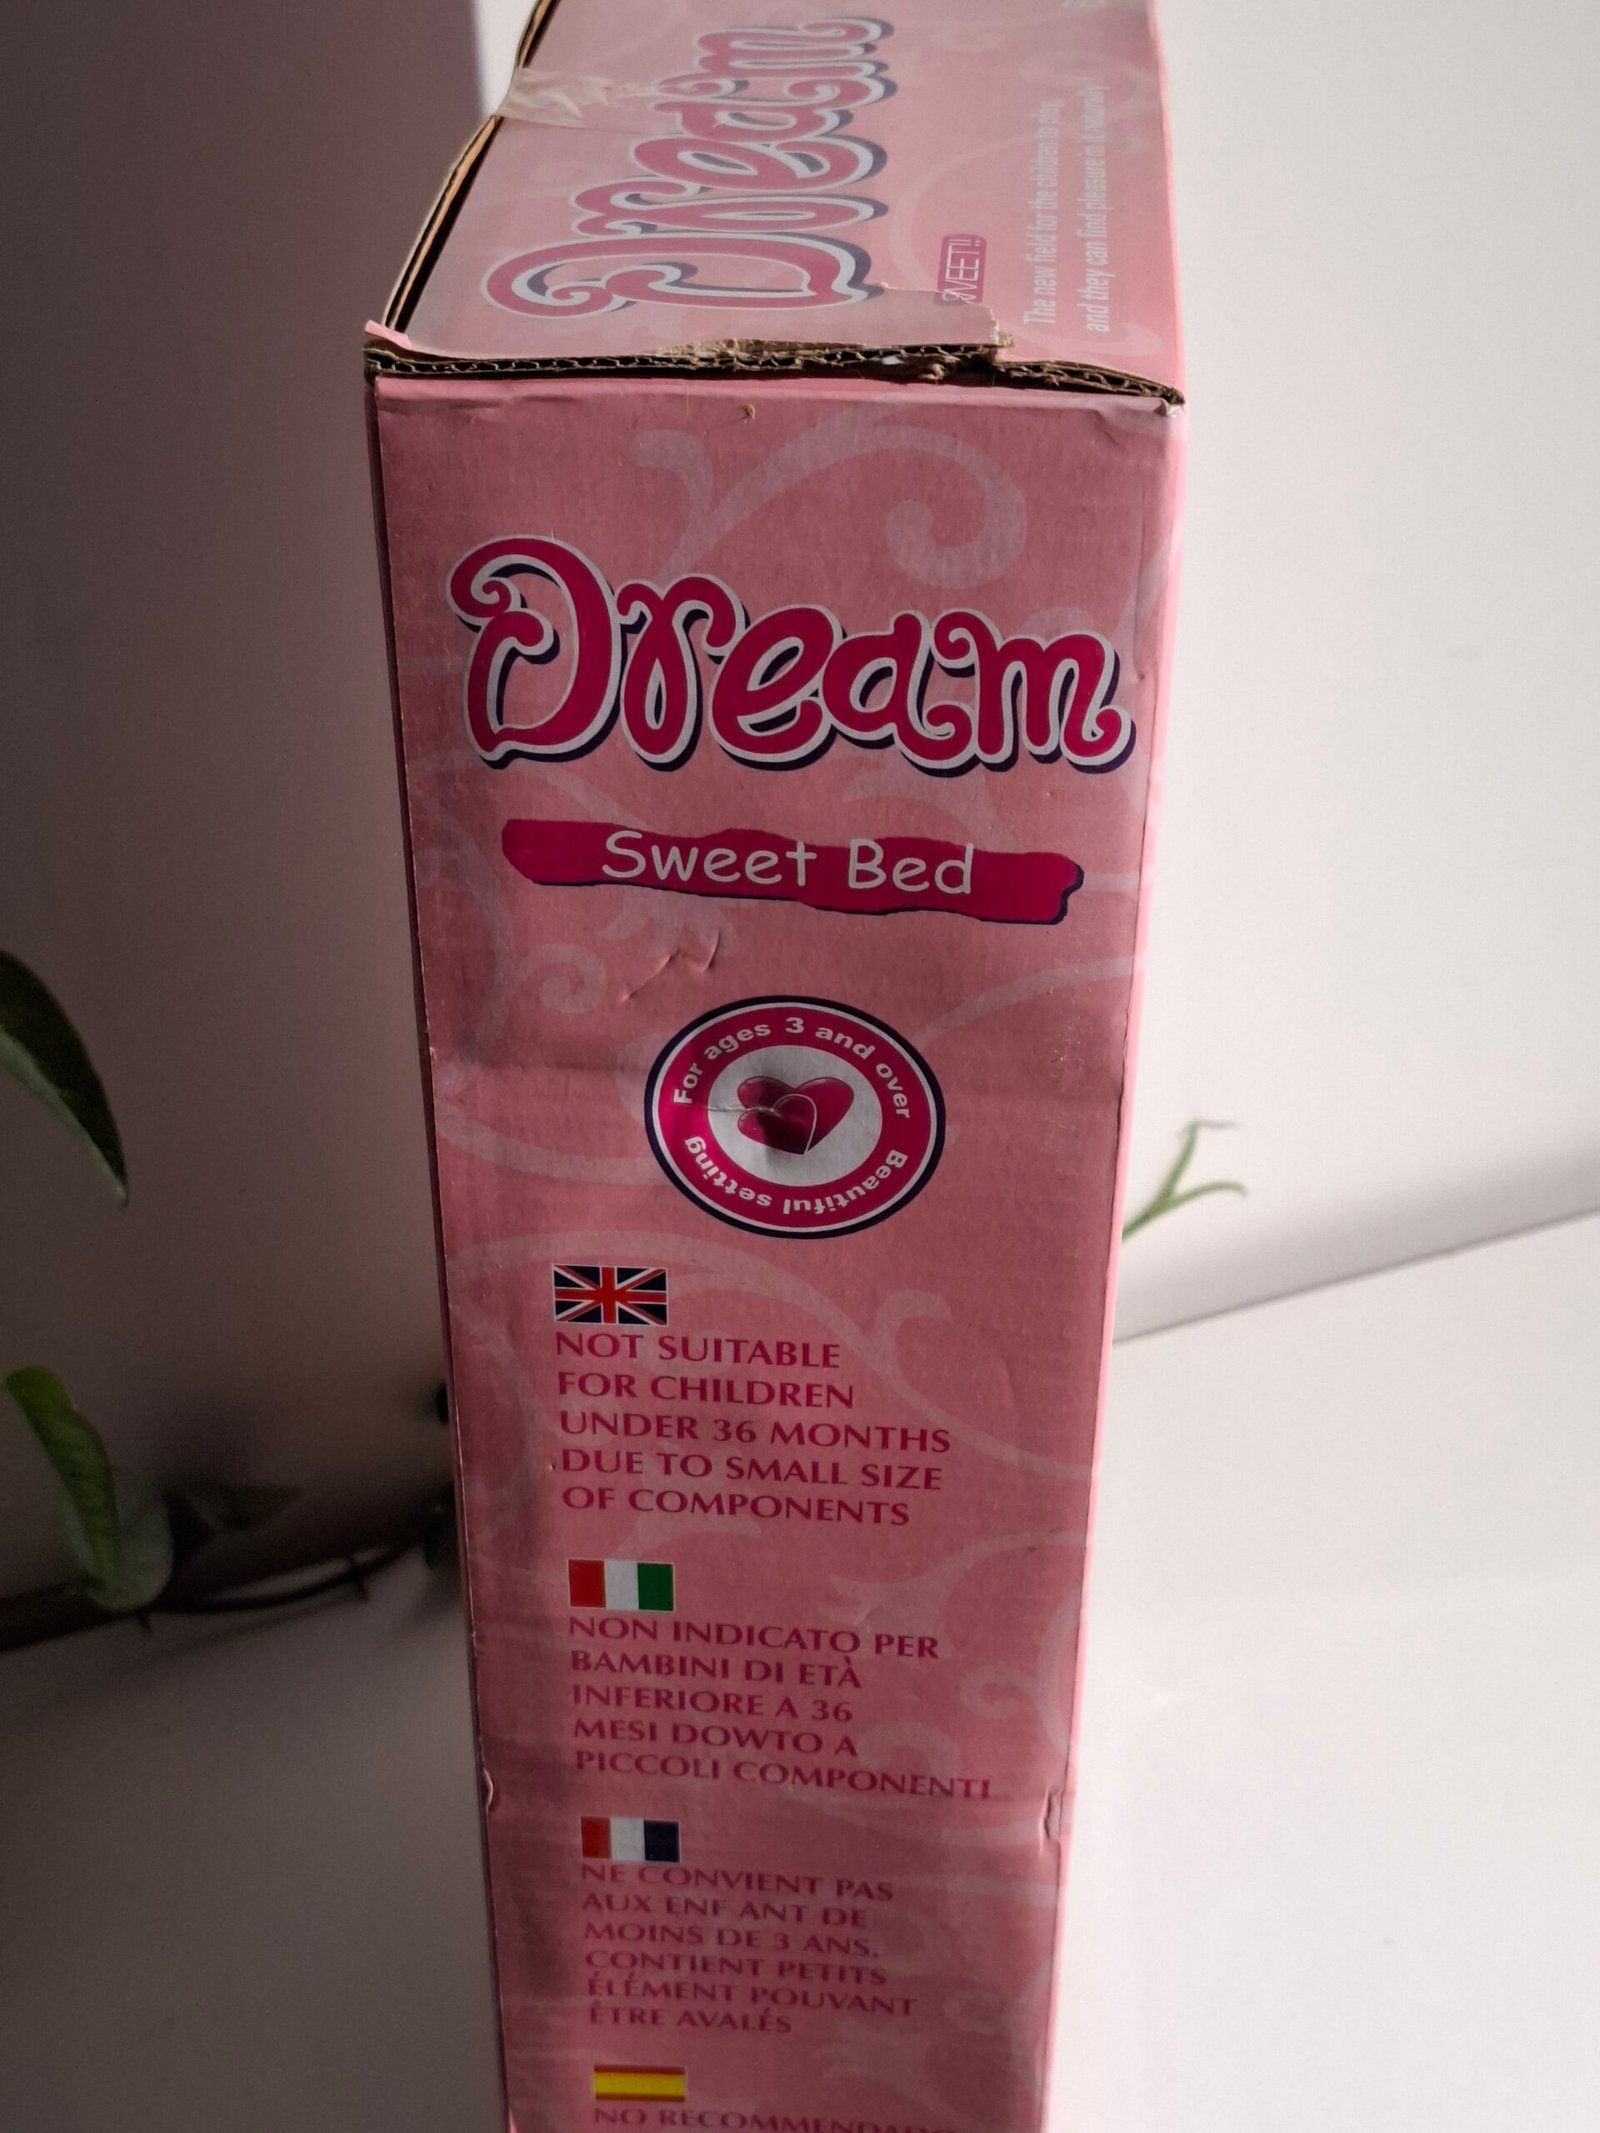 Dream
SWEET!!
The new field for the children to enjoy
and they can find pleasure in it
Dream
Sweet Bed
For ages 3 and over
Beautiful setting
NOT SUITABLE
FOR CHILDREN
UNDER 36 MONTHS
DUE TO SMALL SIZE
OF COMPONENTS
NON INDICATO PER
BAMBINI DI ETÀ
INFERIORE A 36
MESI DOWTO A
PICCOLI COMPONENTI
NE CONVIENT PAS
AUX ENF ANT DE
MOINS DE 3 ANS.
CONTIENT PETITS
ÉLÉMENT POUVANT
ÊTRE AVALÉS
NO RECOMMENDADO